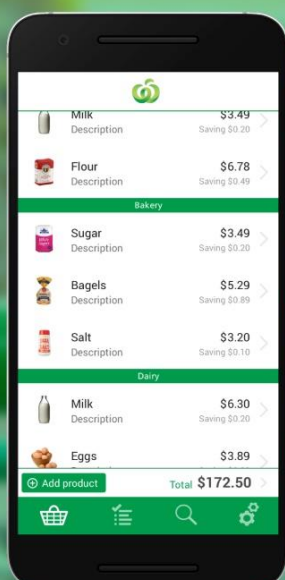 Milk $3.49
Description Saving $0.20
Flour $6.78
Description Saving $0.49
Bakery
Sugar $3.49
Description Saving $0.20
Bagels $5.29
Description Saving $0.89
Salt $3.20
Description Saving $0.10
Dairy
Milk $6.30
Description Saving $0.20
Eggs $3.89
Add product Total $172.50